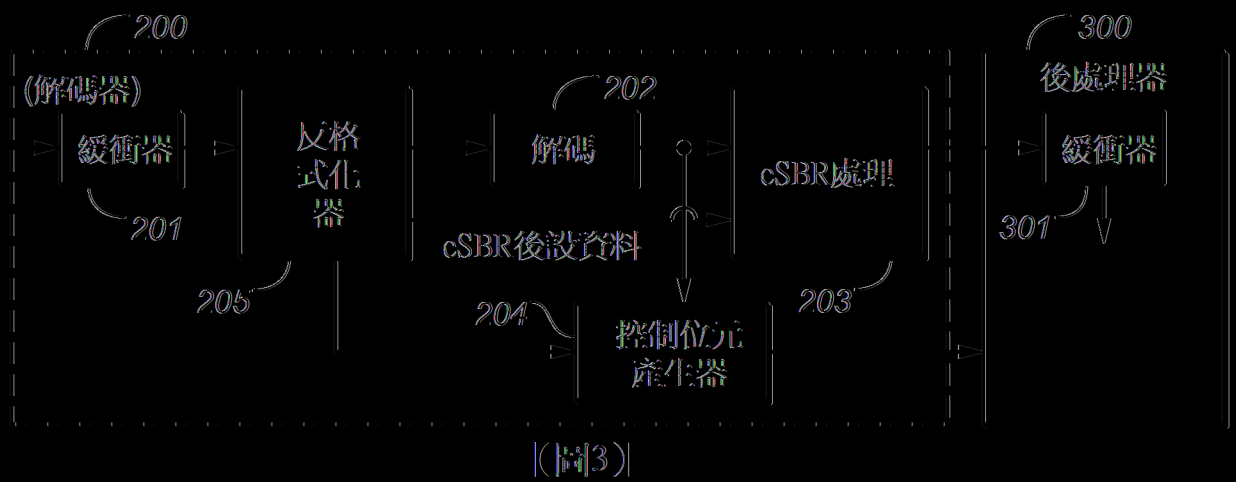 200
300
(解碼器)
後處理器
202
緩衝器
反格
式化
器
解碼
cSBR處理
緩衝器
201
301
cSBR後設資料
205
204
203
控制位元
產生器
(圖3)